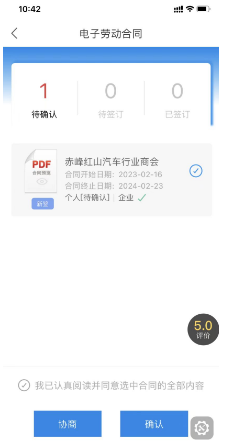 10:42
电子劳动合同
1
0
0
待确认
待签订
已签订
PDF
赤峰红山汽车行业商会
合同开始日期：2023-02-16
合同终止日期：2024-02-23
个人[待确认] 企业
5.0
评价
我已认真阅读并同意选中合同的全部内容
协商
确认